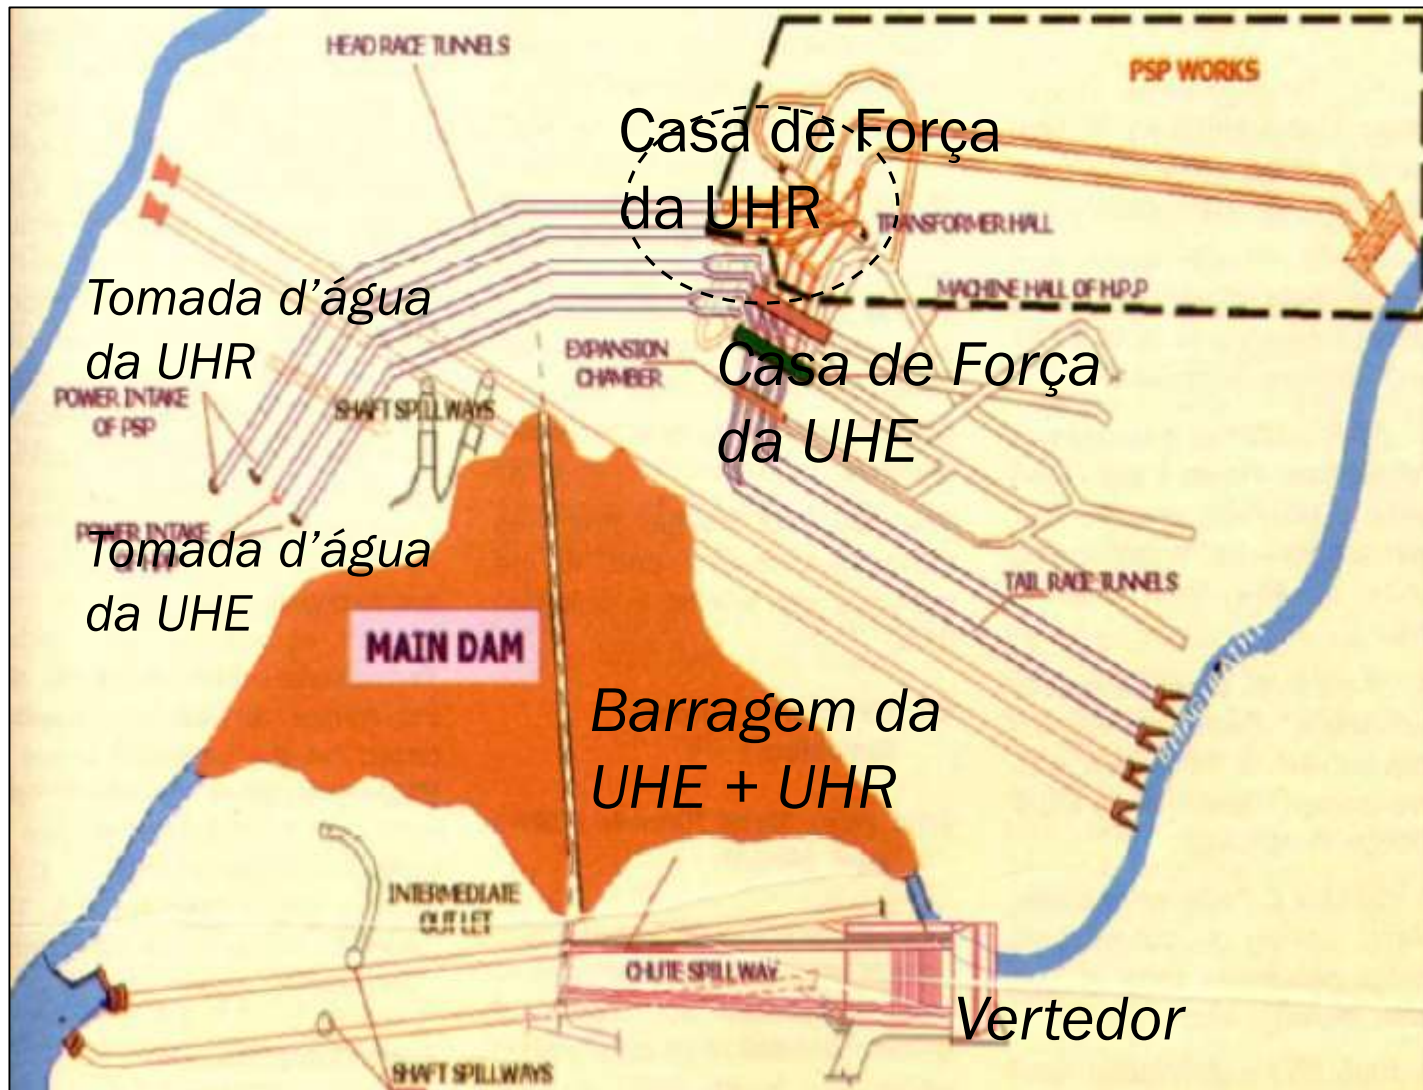 HEAD RACE TUNNELS
PSP WORKS
Casa de Força
da UHR
TRANSFORMER HALL
MACHINE HALL OF H.P.P
Tomada d'água
da UHR
EXPANSION
CHAMBER
Casa de Força
da UHE
POWER INTAKE
OF PSP
SHAFT SPILLWAYS
POWER INTAKE
Tomada d'água
da UHE
TAIL RACE TUNNELS
MAIN DAM
Barragem da
UHE + UHR
INTERMEDIATE
OUTLET
CHUTE SPILLWAY
Vertedor
SHAFT SPILLWAYS